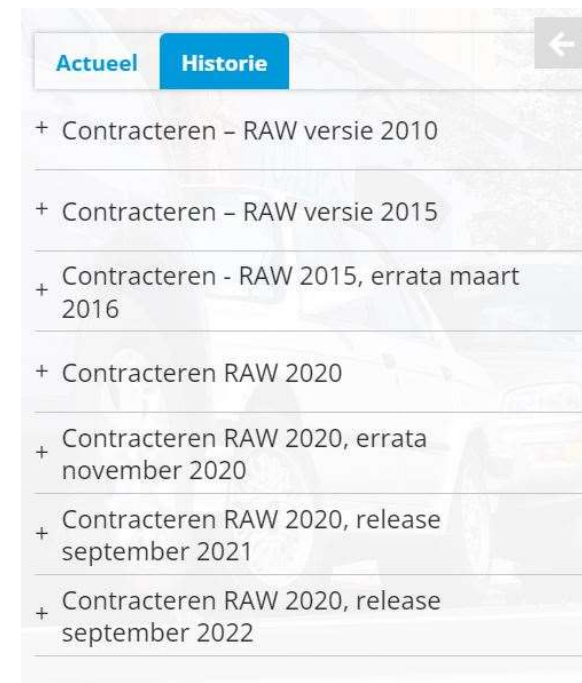 Actueel Historie
+ Contracteren – RAW versie 2010
+ Contracteren – RAW versie 2015
+ Contracteren - RAW 2015, errata maart
2016
+ Contracteren RAW 2020
+ Contracteren RAW 2020, errata
november 2020
+ Contracteren RAW 2020, release
september 2021
+ Contracteren RAW 2020, release
september 2022